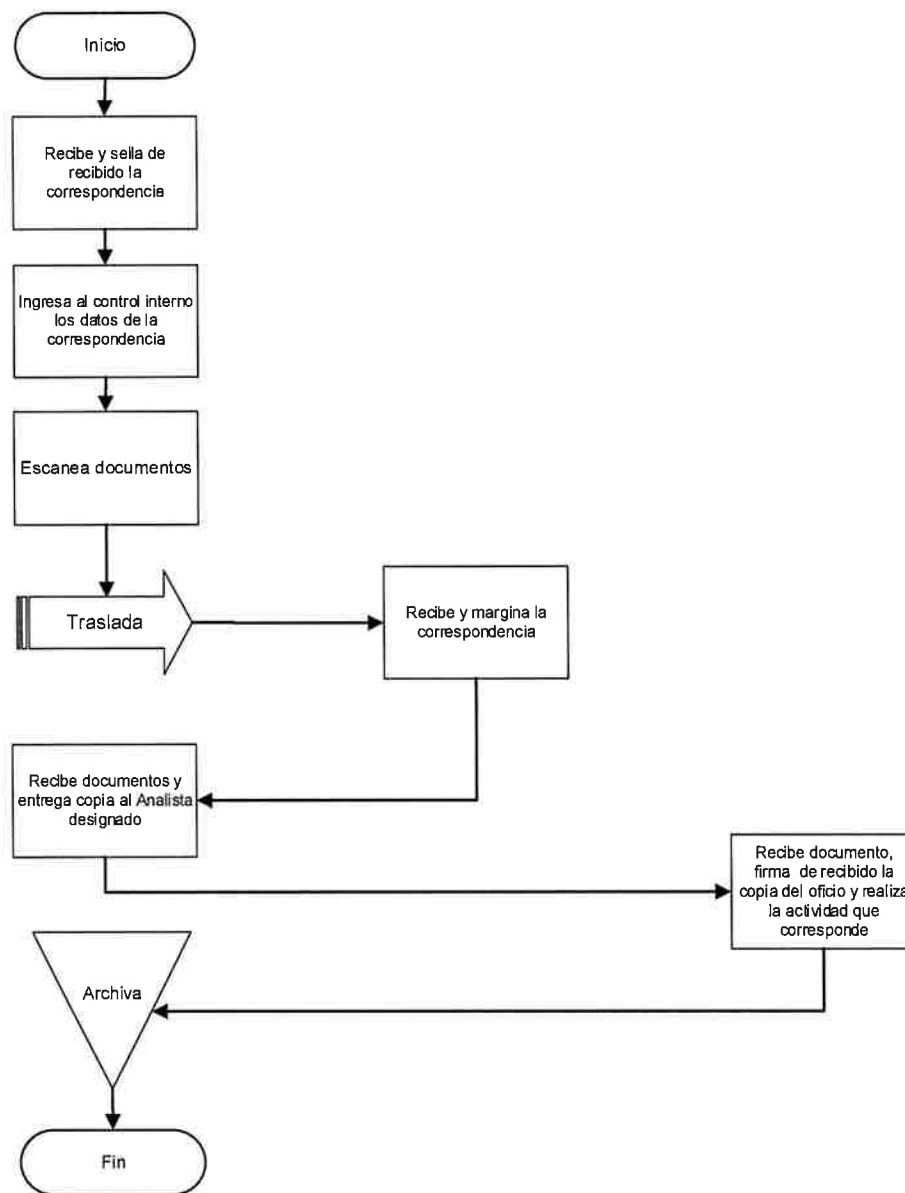 Inicio
Recibe y sella de
recibido la
correspondencia
Ingresa al control interno
los datos de la
correspondencia
Escanea documentos
Traslada
Recibe y margina la
correspondencia
Recibe documentos y
entrega copia al Analista
designado
Recibe documento,
firma de recibido la
copia del oficio y realiza
la actividad que
corresponde
Archiva
Fin